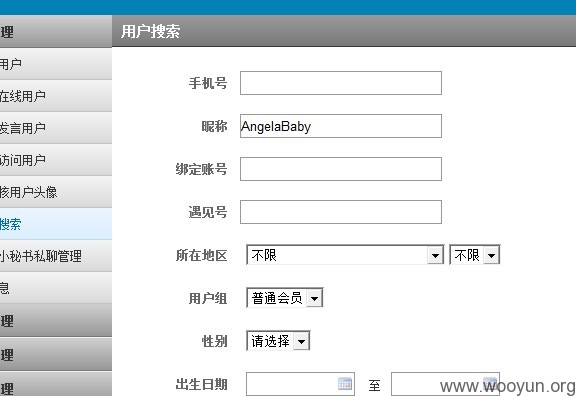 理
用户搜索
用户
手机号
在线用户
发言用户
昵称 AngelaBaby
访问用户
绑定账号
核用户头像
搜索
遇见号
小秘书私聊管理
所在地区 不限 不限
息
用户组 普通会员
理
性别 请选择
理
理
出生日期 至
www.wooyun.org